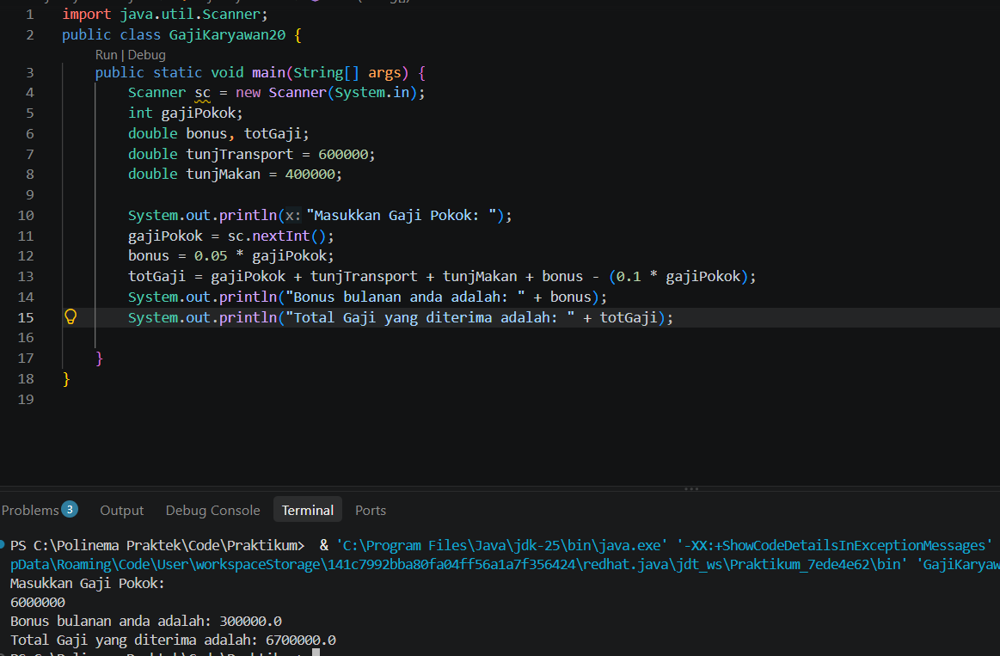 1 import java.util.Scanner;
2 public class GajiKaryawan20 {
Run | Debug
3 public static void main(String[] args) {
4 Scanner sc = new Scanner(System.in);
5 int gajiPokok;
6 double bonus, totGaji;
7 double tunjTransport = 600000;
8 double tunjMakan = 400000;
9
10 System.out.println(x: "Masukkan Gaji Pokok: ");
11 gajiPokok = sc.nextInt();
12 bonus = 0.05 * gajiPokok;
13 totGaji = gajiPokok + tunjTransport + tunjMakan + bonus - (0.1 * gajiPokok);
14 System.out.println("Bonus bulanan anda adalah: " + bonus);
15 System.out.println("Total Gaji yang diterima adalah: " + totGaji);
16
17 }
18 }
19
Problems 3 Output Debug Console Terminal Ports
PS C:\Polinema Praktek\Code\Praktikum> & 'C:\Program Files\Java\jdk-25\bin\java.exe' '-XX:+ShowCodeDetailsInExceptionMessages'
pData\Roaming\Code\User\workspaceStorage\141c7992bba80fa04ff56a1a7f356424\redhat.java\jdt_ws\Praktikum_7ede4e62\bin' 'GajiKaryaw
Masukkan Gaji Pokok:
6000000
Bonus bulanan anda adalah: 300000.0
Total Gaji yang diterima adalah: 6700000.0
PS C:\Polinema Praktek\Code\Praktikum>